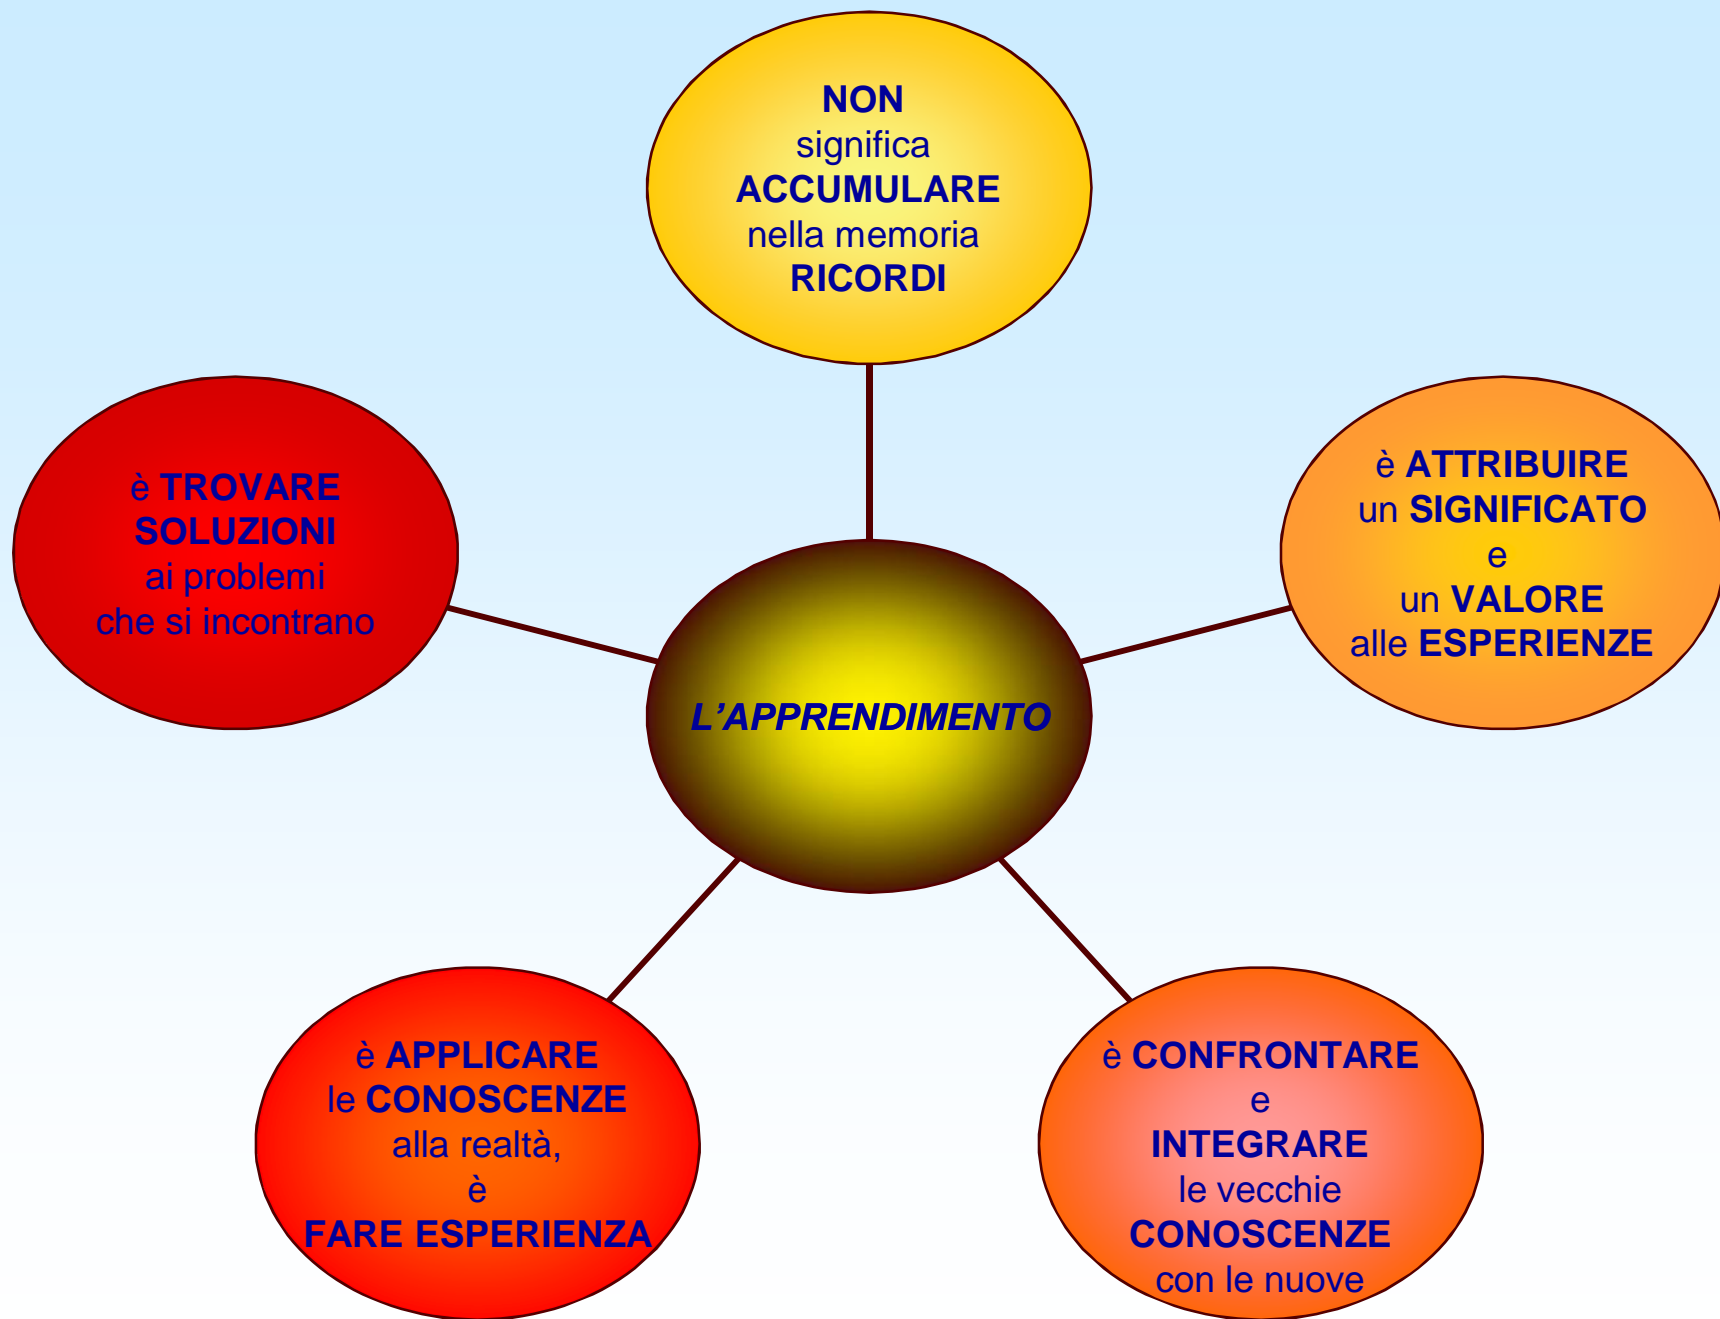 NON
significa
ACCUMULARE
nella memoria
RICORDI
è ATTRIBUIRE
un SIGNIFICATO
e
un VALORE
alle ESPERIENZE
è TROVARE
SOLUZIONI
ai problemi
che si incontrano
L’APPRENDIMENTO
è APPLICARE
le CONOSCENZE
alla realtà,
è
FARE ESPERIENZA
è CONFRONTARE
e
INTEGRARE
le vecchie
CONOSCENZE
con le nuove